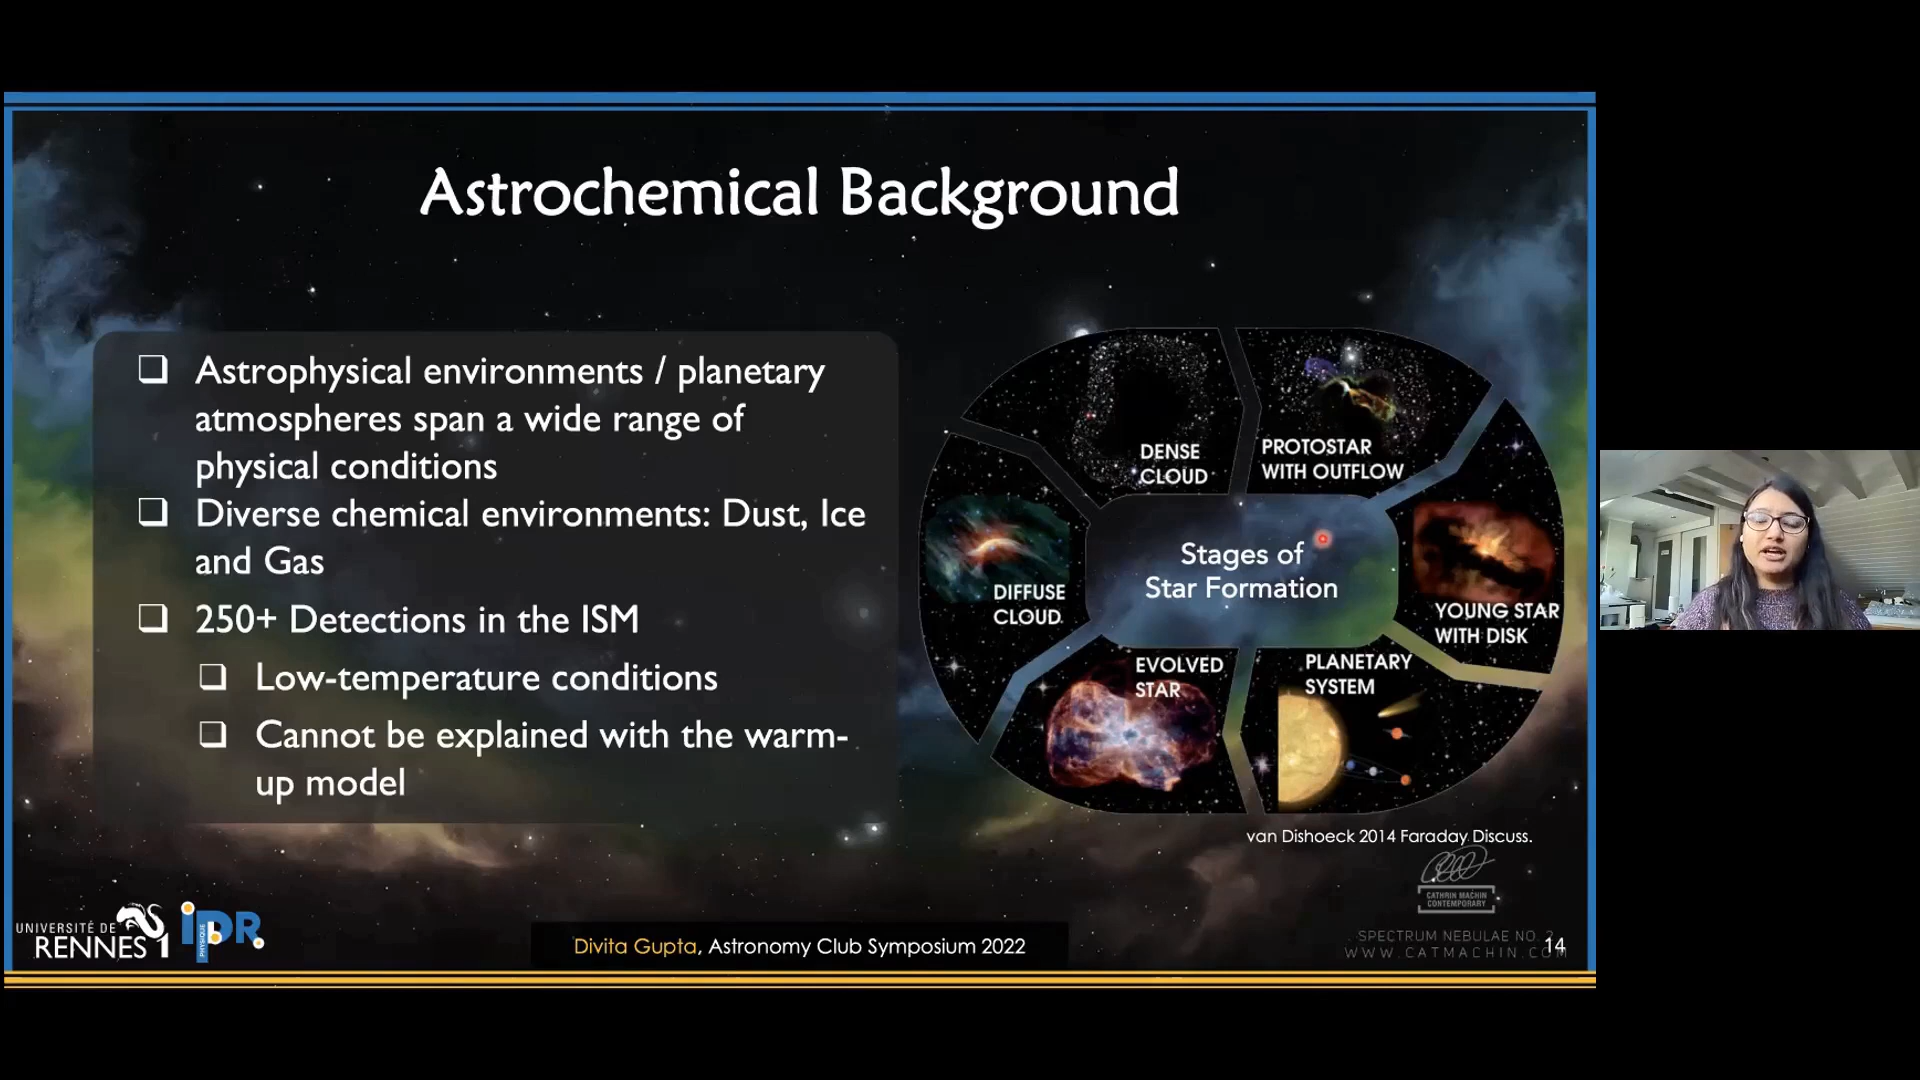 Astrochemical Background
Astrophysical environments / planetary
atmospheres span a wide range of
physical conditions
Diverse chemical environments: Dust, Ice
and Gas
250+ Detections in the ISM
Low-temperature conditions
Cannot be explained with the warm-
up model
DENSE
CLOUD
PROTOSTAR
WITH OUTFLOW
DIFFUSE
CLOUD
Stages of
Star Formation
YOUNG STAR
WITH DISK
EVOLVED
STAR
PLANETARY
SYSTEM
van Dishoeck 2014 Faraday Discuss.
CATHRIN MACHIN
CONTEMPORARY
UNIVERSITÉ DE
RENNES 1
iPR
PHYSIQUE
Divita Gupta, Astronomy Club Symposium 2022
SPECTRUM NEBULAE NO. 2
WWW.CATMACHIN.COM
14